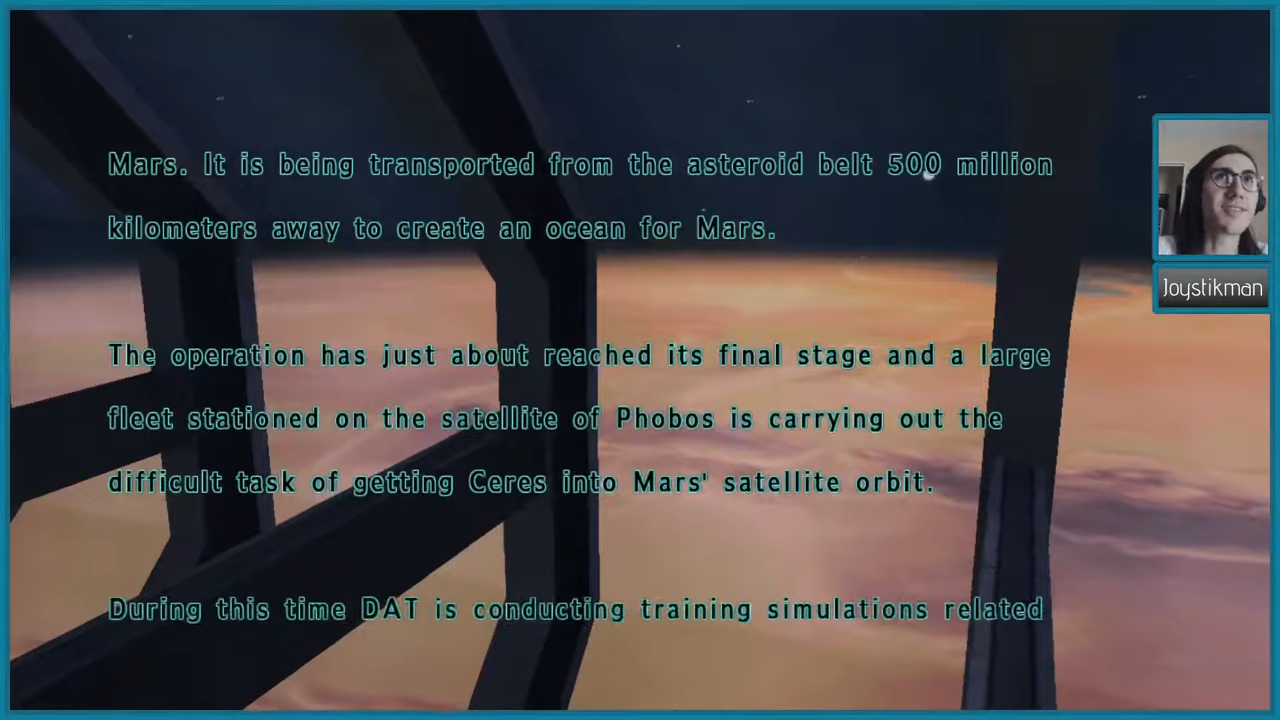 Mars. It is being transported from the asteroid belt 500 million
kilometers away to create an ocean for Mars.
The operation has just about reached its final stage and a large
fleet stationed on the satellite of Phobos is carrying out the
difficult task of getting Ceres into Mars' satellite orbit.
During this time DAT is conducting training simulations related
Joystikman